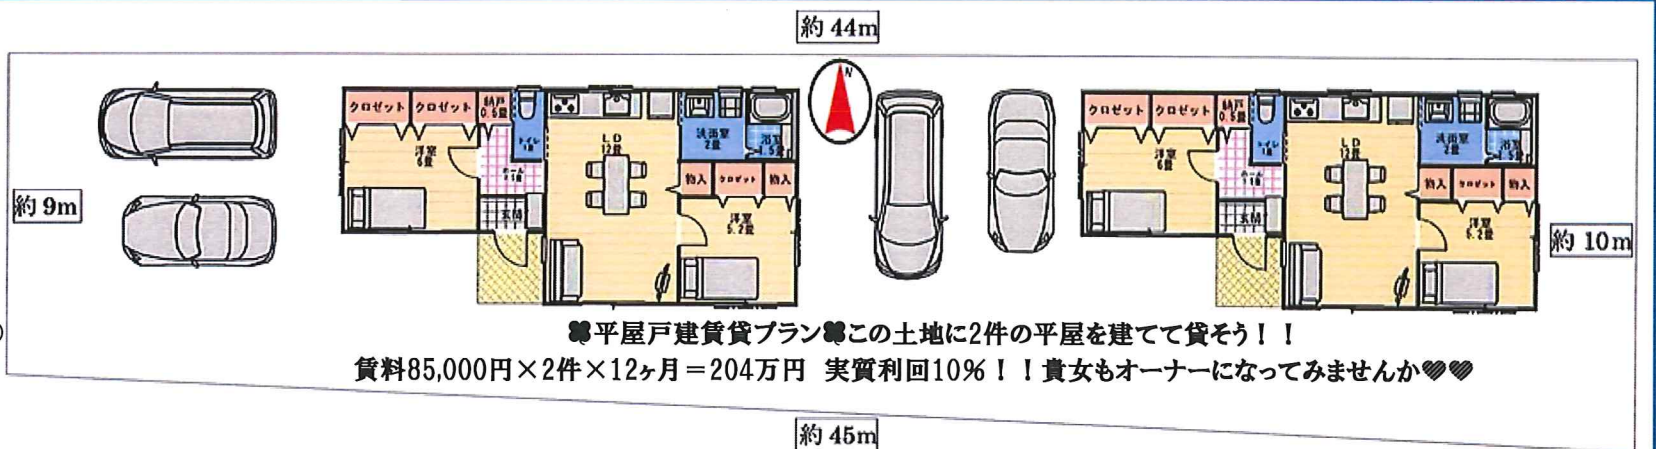 約 44m
N
クロゼット クロゼット 納戸 0.5畳 トイレ 1畳 LD 12畳 洗面室 2畳 浴室 1.5畳
洋室 6畳 ホール 物入 クロゼット 物入
玄関 洋室 5.2畳
クロゼット クロゼット 納戸 0.5畳 トイレ 1畳 LD 12畳 洗面室 2畳 浴室 1.5畳
洋室 6畳 ホール 物入 クロゼット 物入
玄関 洋室 5.2畳
約 9m
約 10m
平屋戸建賃貸プラン この土地に2件の平屋を建てて貸そう！！
賃料85,000円×2件×12ヶ月＝204万円 実質利回10％！！貴女もオーナーになってみませんか
約 45m